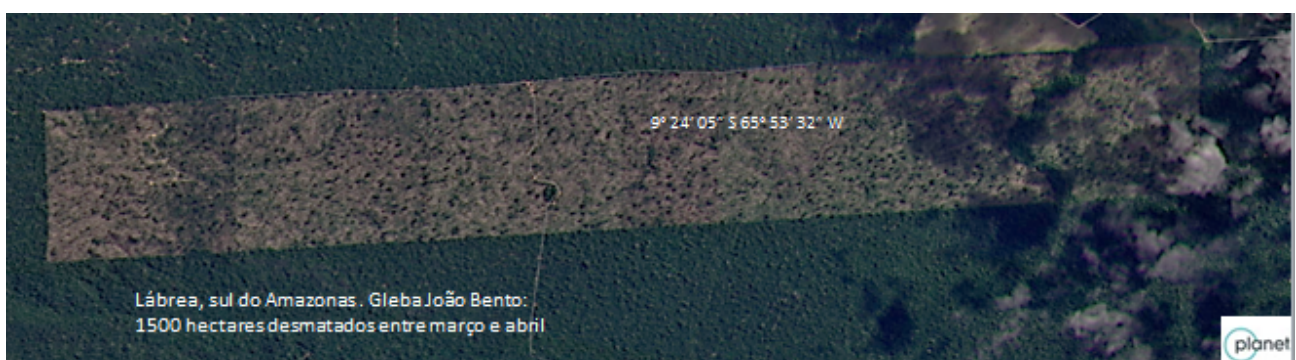 9° 24' 05" S 65° 53' 32" W
Lábrea, sul do Amazonas. Gleba João Bento:
1500 hectares desmatados entre março e abril
planet